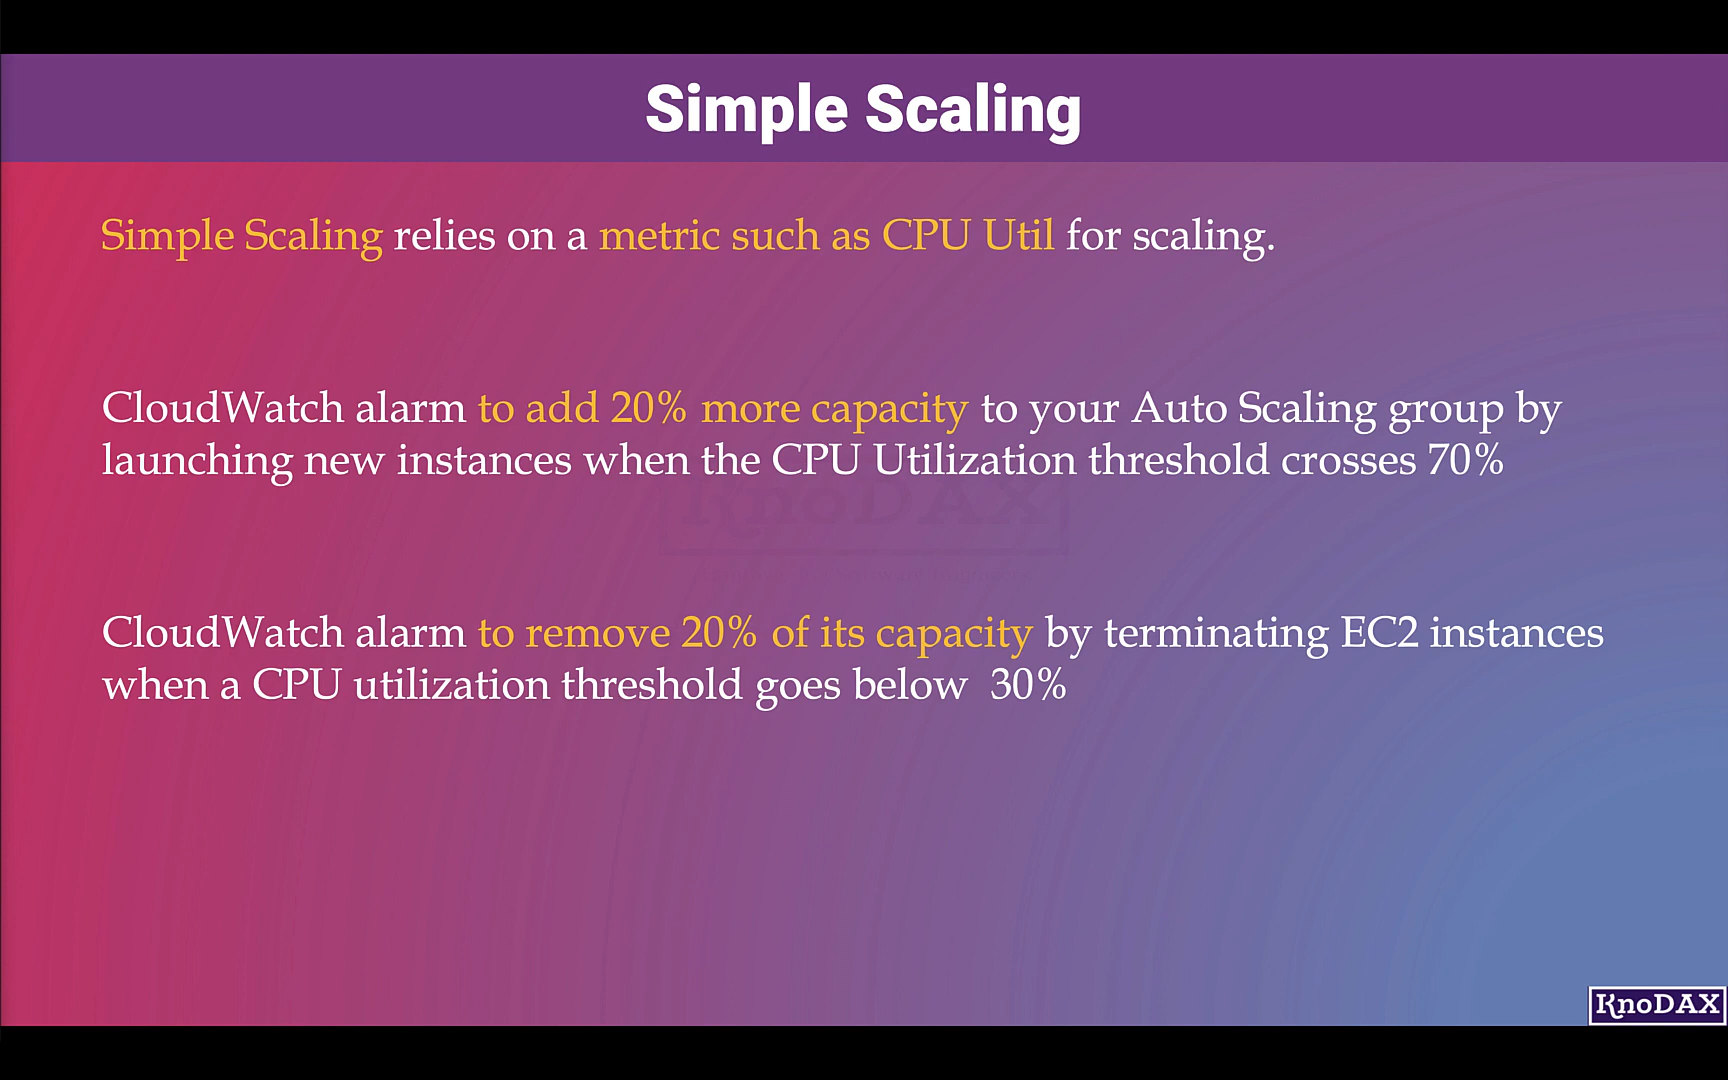 Simple Scaling
Simple Scaling relies on a metric such as CPU Util for scaling.
CloudWatch alarm to add 20% more capacity to your Auto Scaling group by
launching new instances when the CPU Utilization threshold crosses 70%
KnoDAX
CloudWatch alarm to remove 20% of its capacity by terminating EC2 instances
when a CPU utilization threshold goes below 30%
KnoDAX